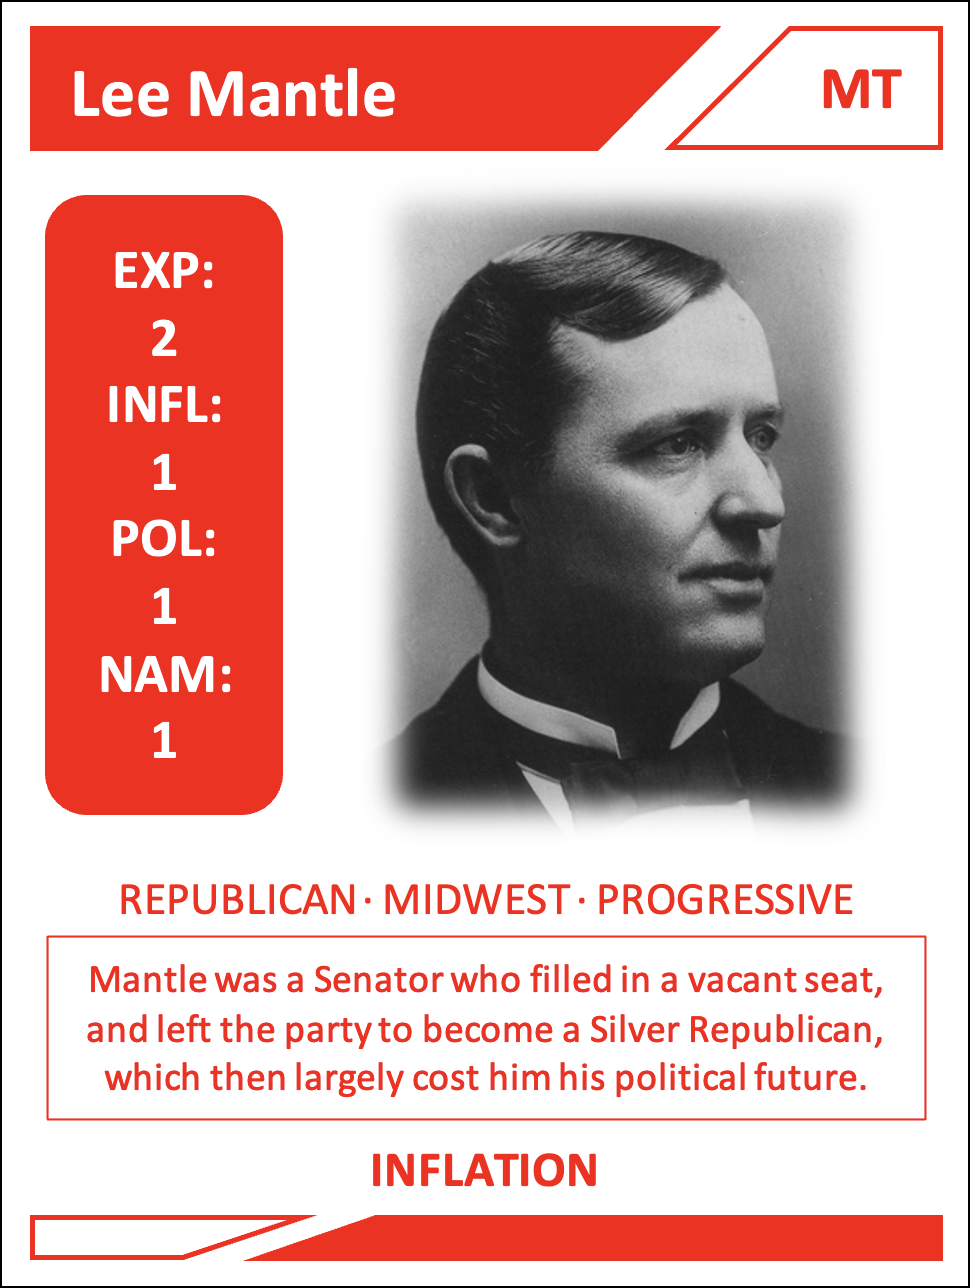 Lee Mantle
MT
EXP:
2
INFL:
1
POL:
1
NAM:
1
REPUBLICAN · MIDWEST · PROGRESSIVE
Mantle was a Senator who filled in a vacant seat,
and left the party to become a Silver Republican,
which then largely cost him his political future.
INFLATION